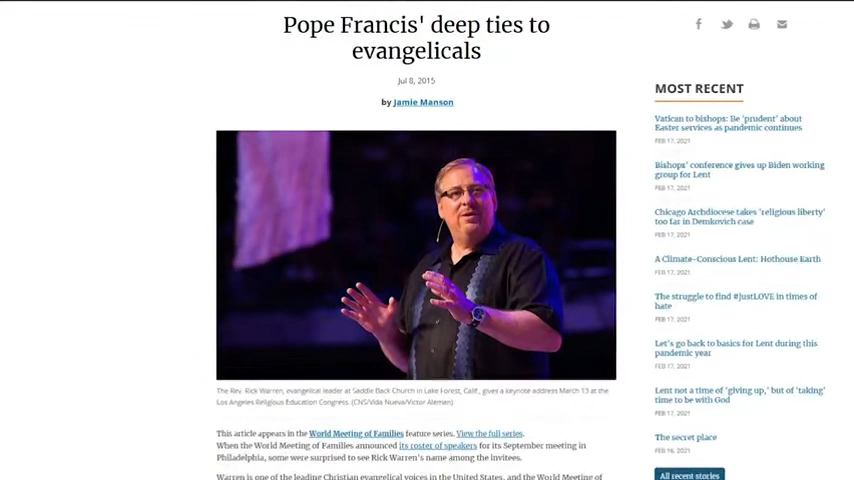 Pope Francis' deep ties to
evangelicals
Jul 8, 2015
by Jamie Manson
The Rev. Rick Warren, evangelical leader at Saddle Back Church in Lake Forest, Calif., gives a keynote address March 13 at the
Los Angeles Religious Education Congress. (CNS/Vida Nueva/Victor Aleman)
This article appears in the World Meeting of Families feature series. View the full series.
When the World Meeting of Families announced its roster of speakers for its September meeting in
Philadelphia, some were surprised to see Rick Warren's name among the invitees.
Warren is one of the leading Christian evangelical voices in the United States, and the World Meeting of
MOST RECENT
Vatican to bishops: Be 'prudent' about
Easter services as pandemic continues
FEB 17, 2021
Bishops' conference gives up Biden working
group for Lent
FEB 17, 2021
Chicago Archdiocese takes 'religious liberty'
too far in Demkovich case
FEB 17, 2021
A Climate-Conscious Lent: Hothouse Earth
FEB 17, 2021
The struggle to find #JustLOVE in times of
hate
FEB 17, 2021
Let's go back to basics for Lent during this
pandemic year
FEB 17, 2021
Lent not a time of 'giving up,' but of 'taking'
time to be with God
FEB 17, 2021
The secret place
FEB 16, 2021
All recent stories